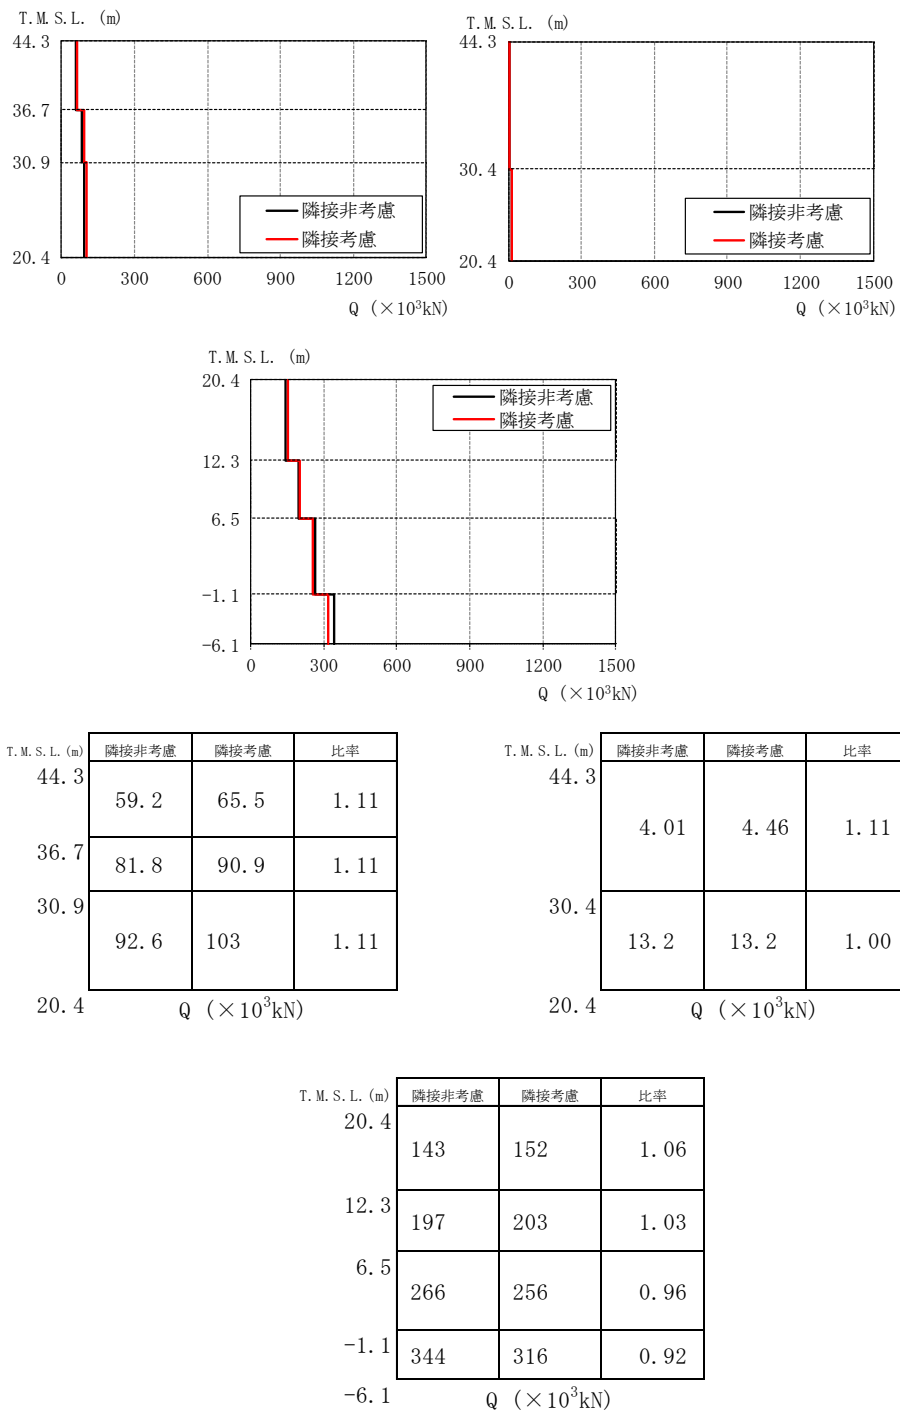 T.M.S.L. (m)
44.3
36.7
30.9
20.4
隣接非考慮
隣接考慮
0 300 600 900 1200 1500
Q (×10³kN)
T.M.S.L. (m)
44.3
30.4
20.4
隣接非考慮
隣接考慮
0 300 600 900 1200 1500
Q (×10³kN)
T.M.S.L. (m)
20.4
12.3
6.5
-1.1
-6.1
隣接非考慮
隣接考慮
0 300 600 900 1200 1500
Q (×10³kN)
T.M.S.L.(m) 隣接非考慮 隣接考慮 比率
44.3
59.2 65.5 1.11
36.7
81.8 90.9 1.11
30.9
92.6 103 1.11
20.4
Q (×10³kN)
T.M.S.L.(m) 隣接非考慮 隣接考慮 比率
44.3
4.01 4.46 1.11
30.4
13.2 13.2 1.00
20.4
Q (×10³kN)
T.M.S.L.(m) 隣接非考慮 隣接考慮 比率
20.4
143 152 1.06
12.3
197 203 1.03
6.5
266 256 0.96
-1.1
344 316 0.92
-6.1
Q (×10³kN)